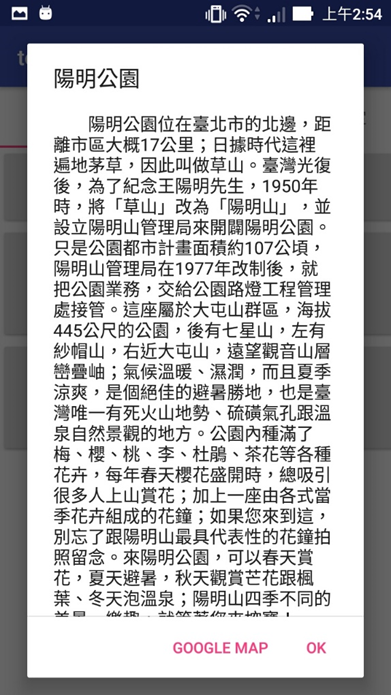 上午2:54
陽明公園
陽明公園位在臺北市的北邊，距
離市區大概17公里；日據時代這裡
遍地茅草，因此叫做草山。臺灣光復
後，為了紀念王陽明先生，1950年
時，將「草山」改為「陽明山」，並
設立陽明山管理局來開闢陽明公園。
只是公園都市計畫面積約107公頃，
陽明山管理局在1977年改制後，就
把公園業務，交給公園路燈工程管理
處接管。這座屬於大屯山群區，海拔
445公尺的公園，後有七星山，左有
紗帽山，右近大屯山，遠望觀音山層
巒疊岫；氣候溫暖、濕潤，而且夏季
涼爽，是個絕佳的避暑勝地，也是臺
灣唯一有死火山地勢、硫磺氣孔跟溫
泉自然景觀的地方。公園內種滿了
梅、櫻、桃、李、杜鵑、茶花等各種
花卉，每年春天櫻花盛開時，總吸引
很多人上山賞花；加上一座由各式當
季花卉組成的花鐘；如果您來到這，
別忘了跟陽明山最具代表性的花鐘拍
照留念。來陽明公園，可以春天賞
花，夏天避暑，秋天觀賞芒花跟楓
葉、冬天泡溫泉；陽明山四季不同的
GOOGLE MAP
OK